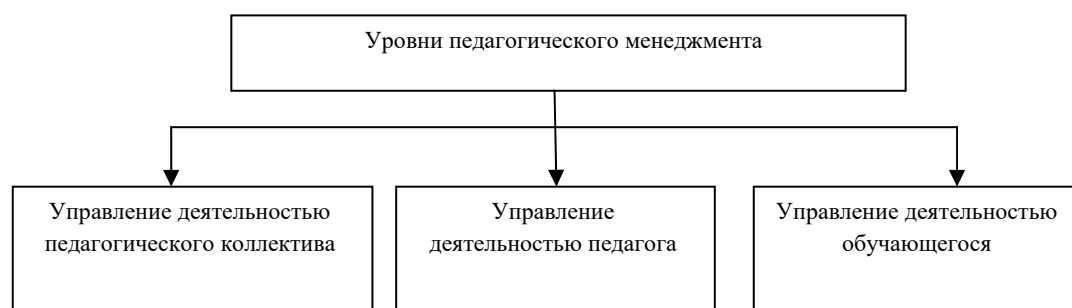 Уровни педагогического менеджмента
Управление деятельностью
педагогического коллектива
Управление
деятельностью педагога
Управление деятельностью
обучающегося